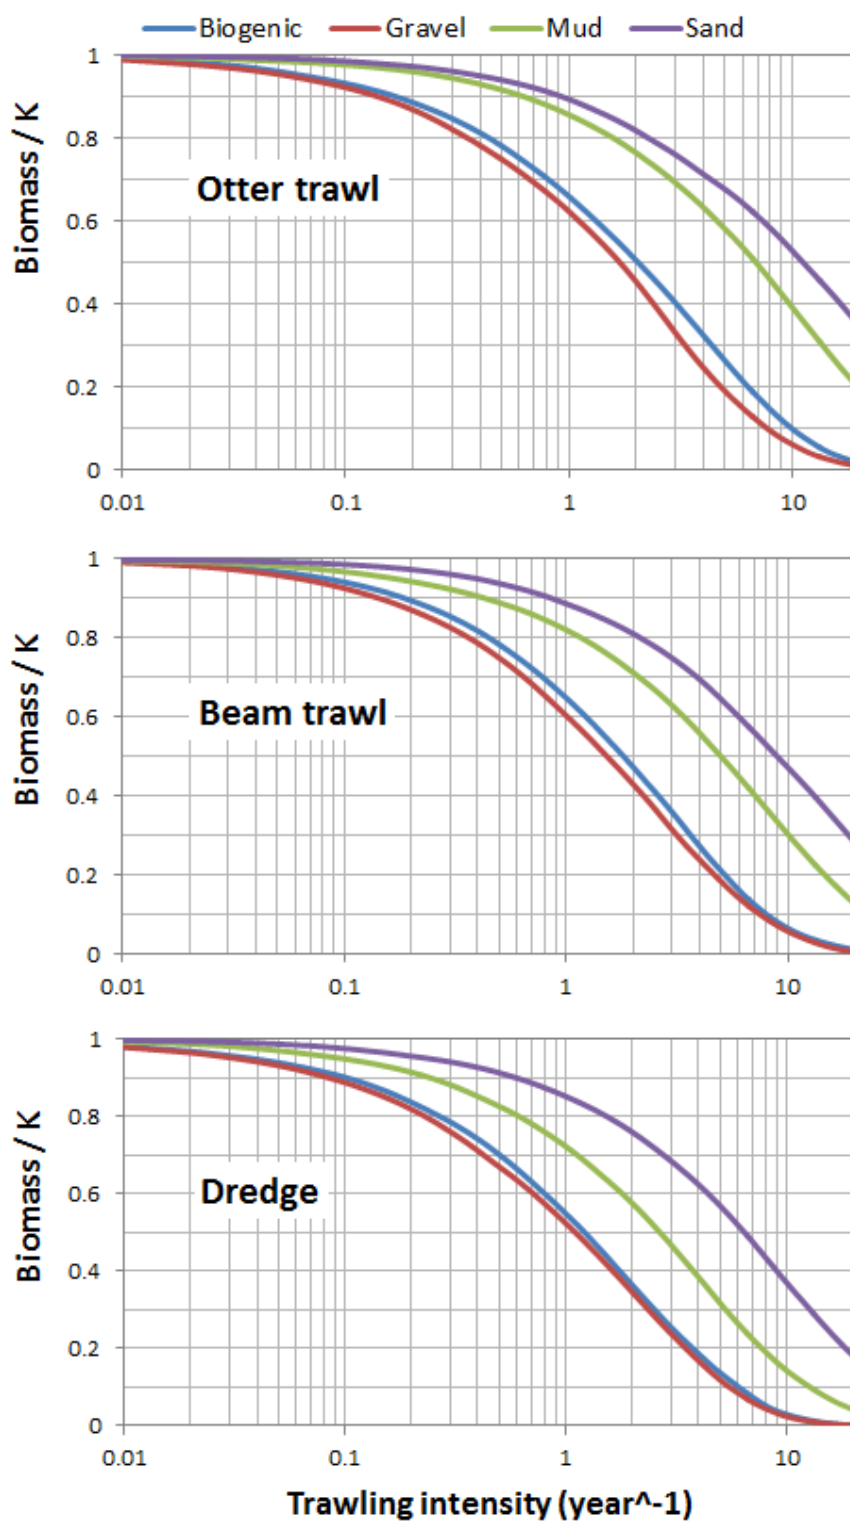 Biogenic Gravel Mud Sand
1
0.8
0.6
0.4
0.2
0
Biomass / K
Otter trawl
0.01 0.1 1 10
1
0.8
0.6
0.4
0.2
0
Biomass / K
Beam trawl
0.01 0.1 1 10
1
0.8
0.6
0.4
0.2
0
Biomass / K
Dredge
0.01 0.1 1 10
Trawling intensity (year^-1)